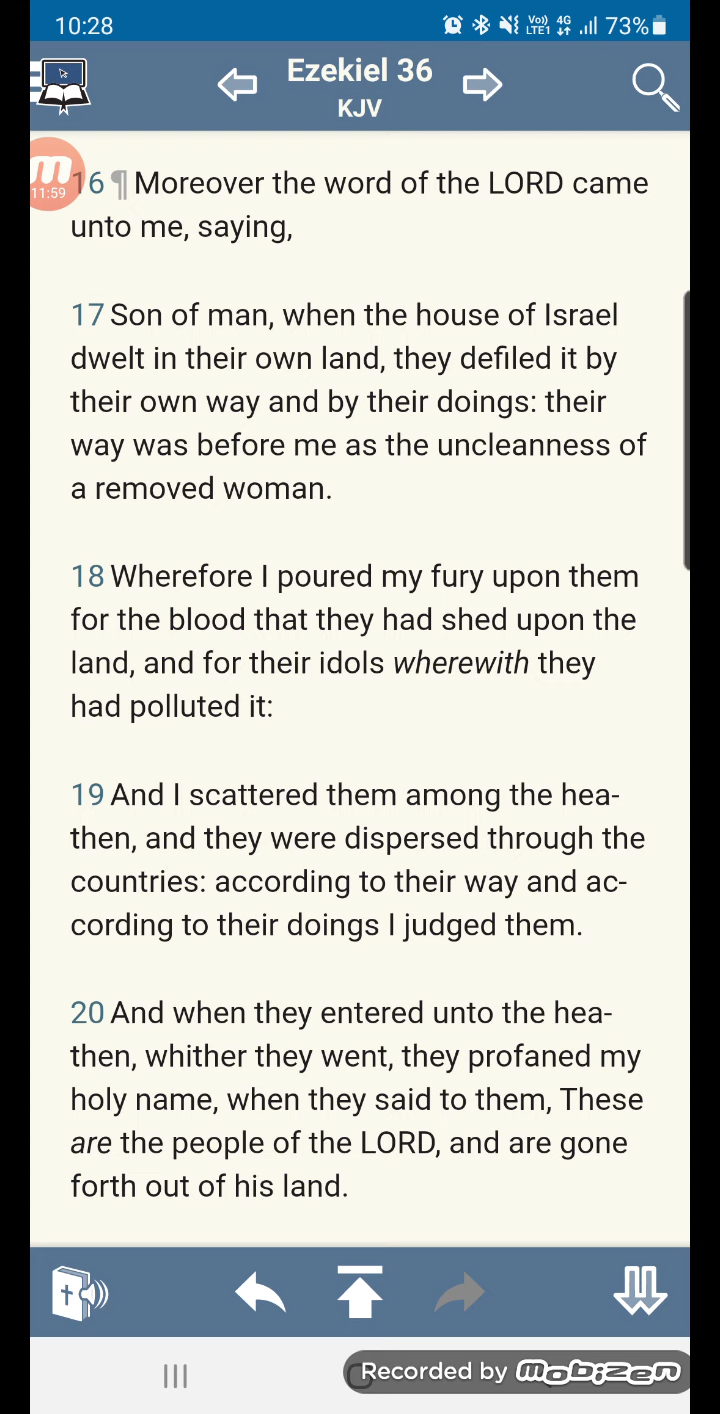 10:28 Vo)) LTE1 4G 73%
Ezekiel 36
KJV
11:59
16 ¶ Moreover the word of the LORD came
unto me, saying,
17 Son of man, when the house of Israel
dwelt in their own land, they defiled it by
their own way and by their doings: their
way was before me as the uncleanness of
a removed woman.
18 Wherefore I poured my fury upon them
for the blood that they had shed upon the
land, and for their idols wherewith they
had polluted it:
19 And I scattered them among the hea-
then, and they were dispersed through the
countries: according to their way and ac-
cording to their doings I judged them.
20 And when they entered unto the hea-
then, whither they went, they profaned my
holy name, when they said to them, These
are the people of the LORD, and are gone
forth out of his land.
Recorded by mobizen